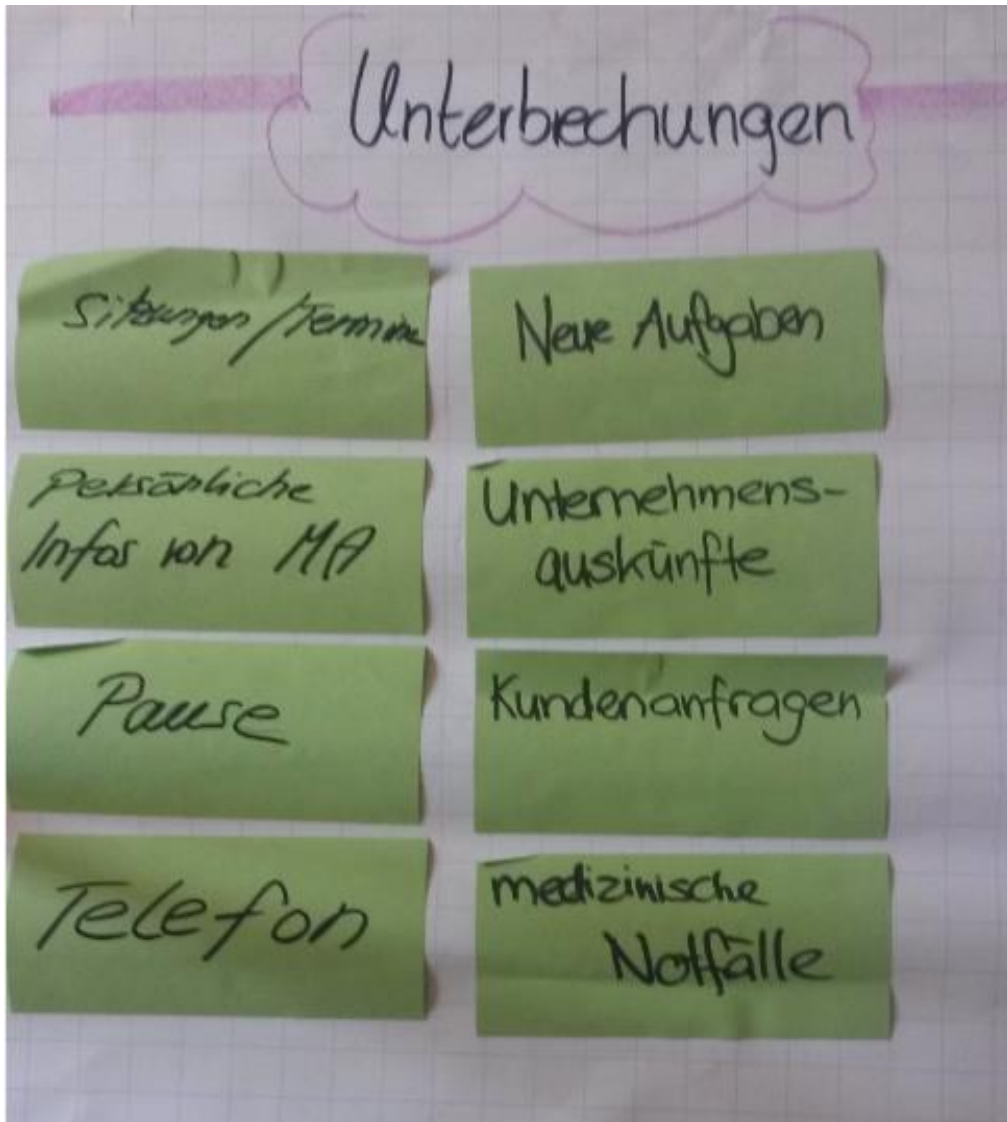 Unterbrechungen
Sitzungen/Termine
Neue Aufgaben
Persönliche
Infos von MA
Unternehmens-
auskünfte
Pause
Kundenanfragen
Telefon
medizinische
Notfälle